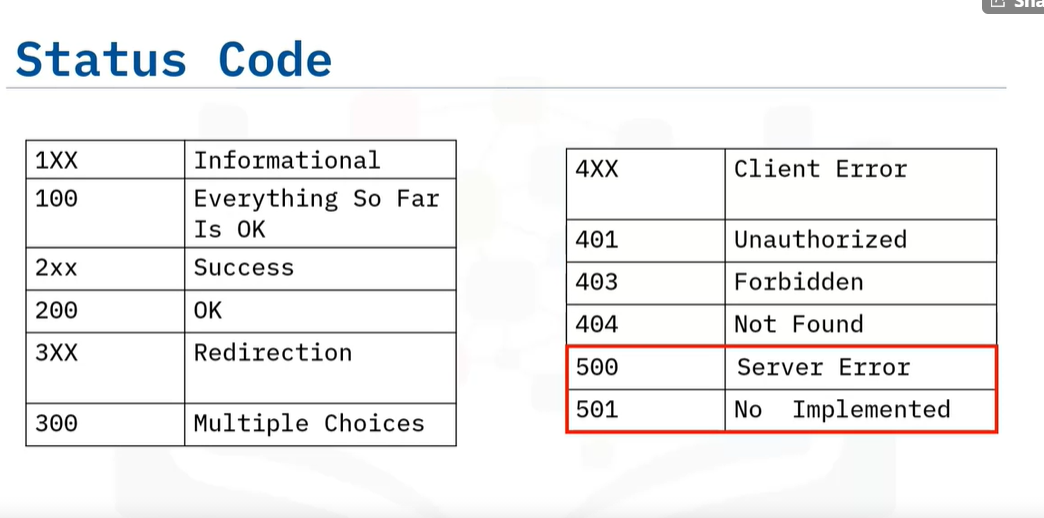 Status Code
1XX Informational
100 Everything So Far
Is OK
2xx Success
200 OK
3XX Redirection
300 Multiple Choices
4XX Client Error
401 Unauthorized
403 Forbidden
404 Not Found
500 Server Error
501 No Implemented